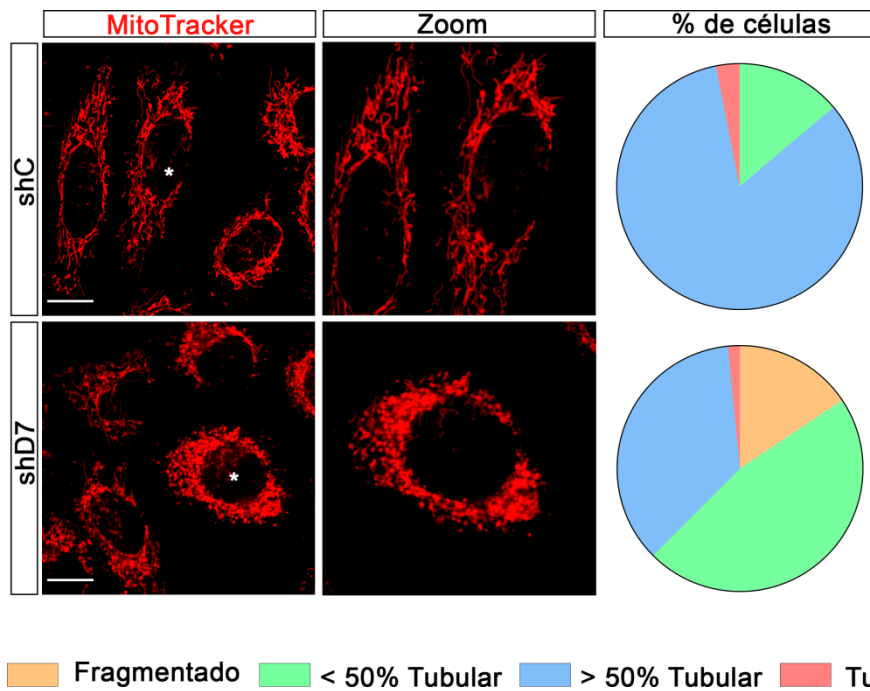 MitoTracker Zoom % de células
shC
*
shD7
*
Fragmentado < 50% Tubular > 50% Tubular